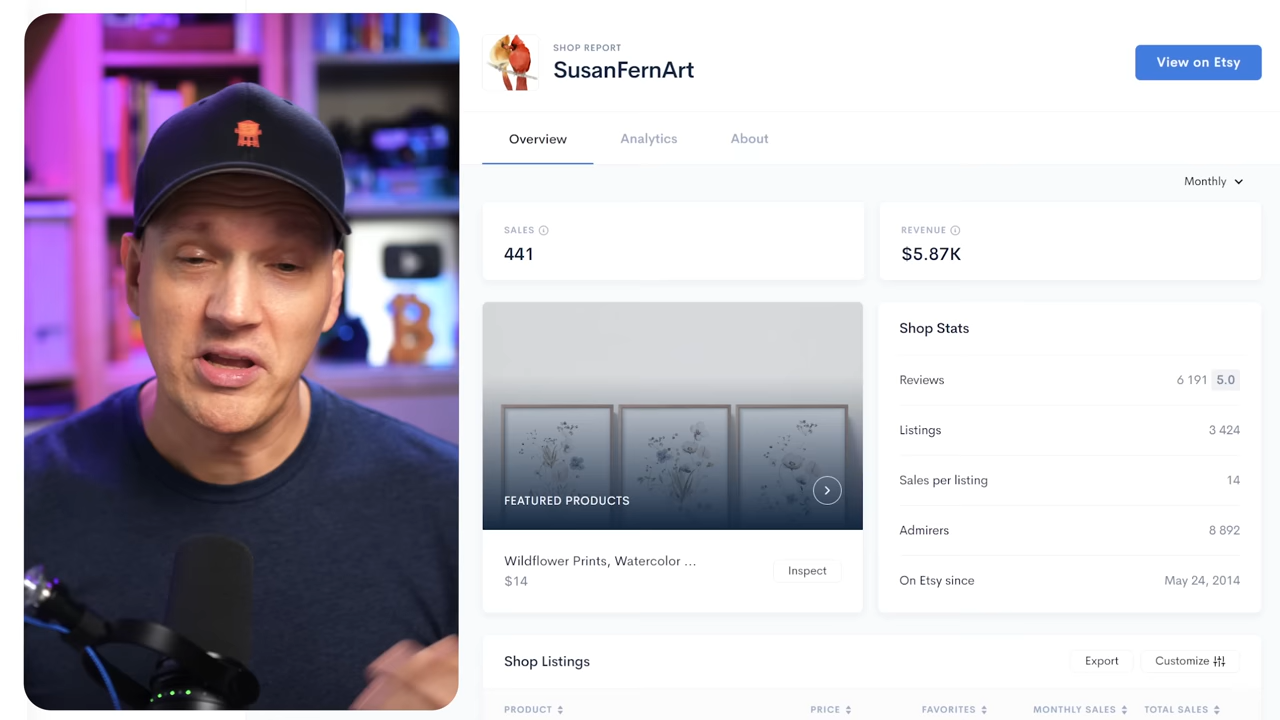 SHOP REPORT
SusanFernArt
View on Etsy
Overview
Analytics
About
Monthly
SALES
441
REVENUE
$5.87K
FEATURED PRODUCTS
Wildflower Prints, Watercolor ...
$14
Inspect
Shop Stats
Reviews
6 191 5.0
Listings
3 424
Sales per listing
14
Admirers
8 892
On Etsy since
May 24, 2014
Shop Listings
Export
Customize
PRODUCT
PRICE
FAVORITES
MONTHLY SALES
TOTAL SALES